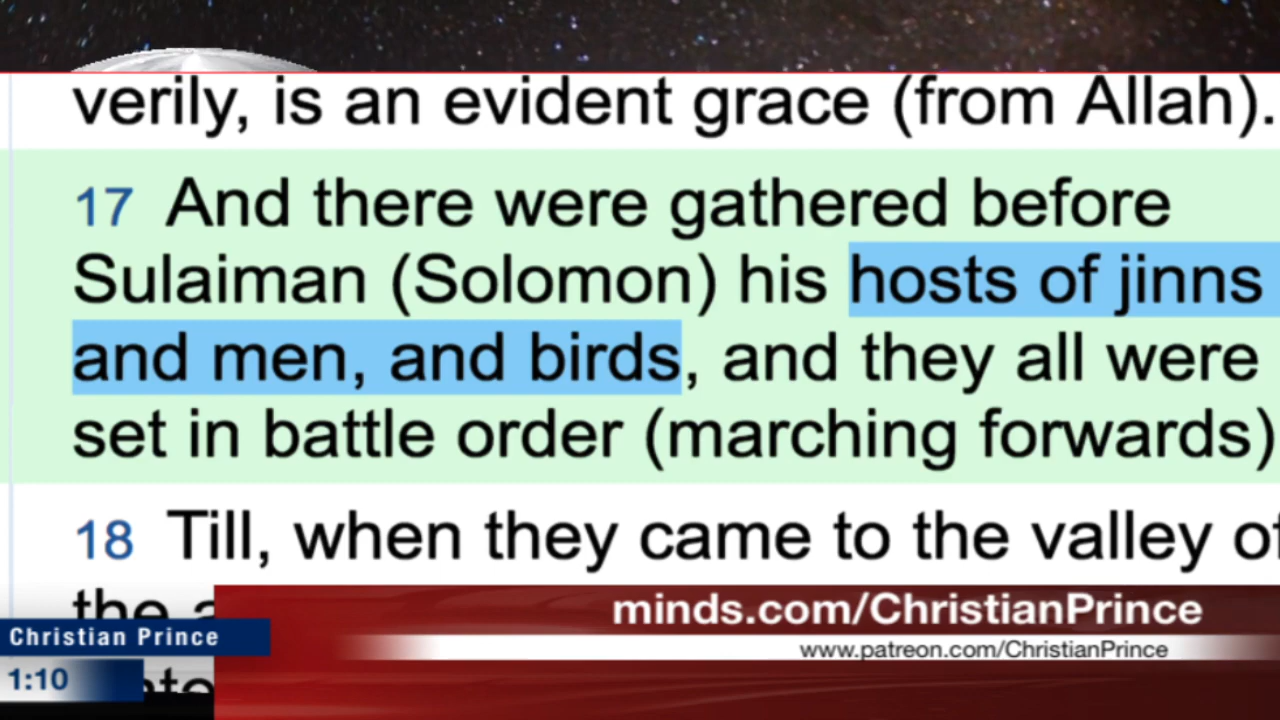 verily, is an evident grace (from Allah).
17 And there were gathered before
Sulaiman (Solomon) his hosts of jinns
and men, and birds, and they all were
set in battle order (marching forwards)
18 Till, when they came to the valley of
the
minds.com/ChristianPrince
Christian Prince
www.patreon.com/ChristianPrince
1:10